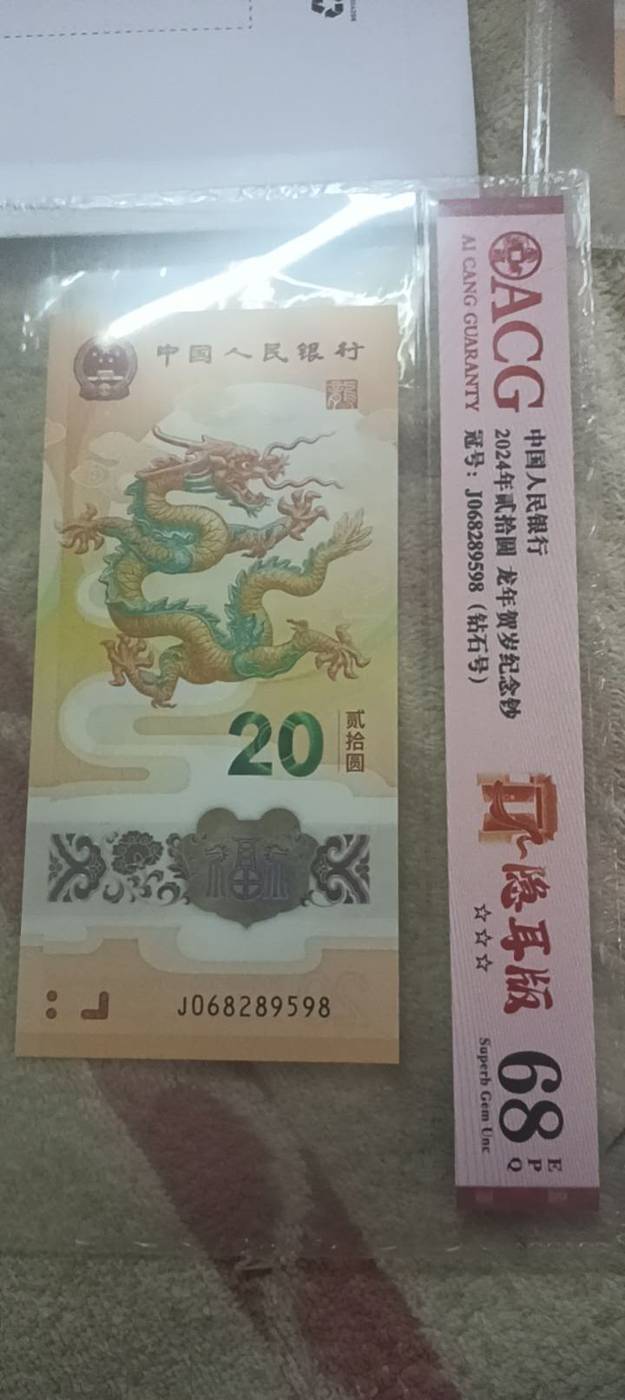 中国人民银行
龍
20
贰拾圆
福
J068289598
ACG
AI CANG GUARANTY
中国人民银行
2024年贰拾圆 龙年贺岁纪念钞
冠号：J068289598（钻石号）
隐耳版
☆☆☆
68
EPQ
Superb Gem Unc